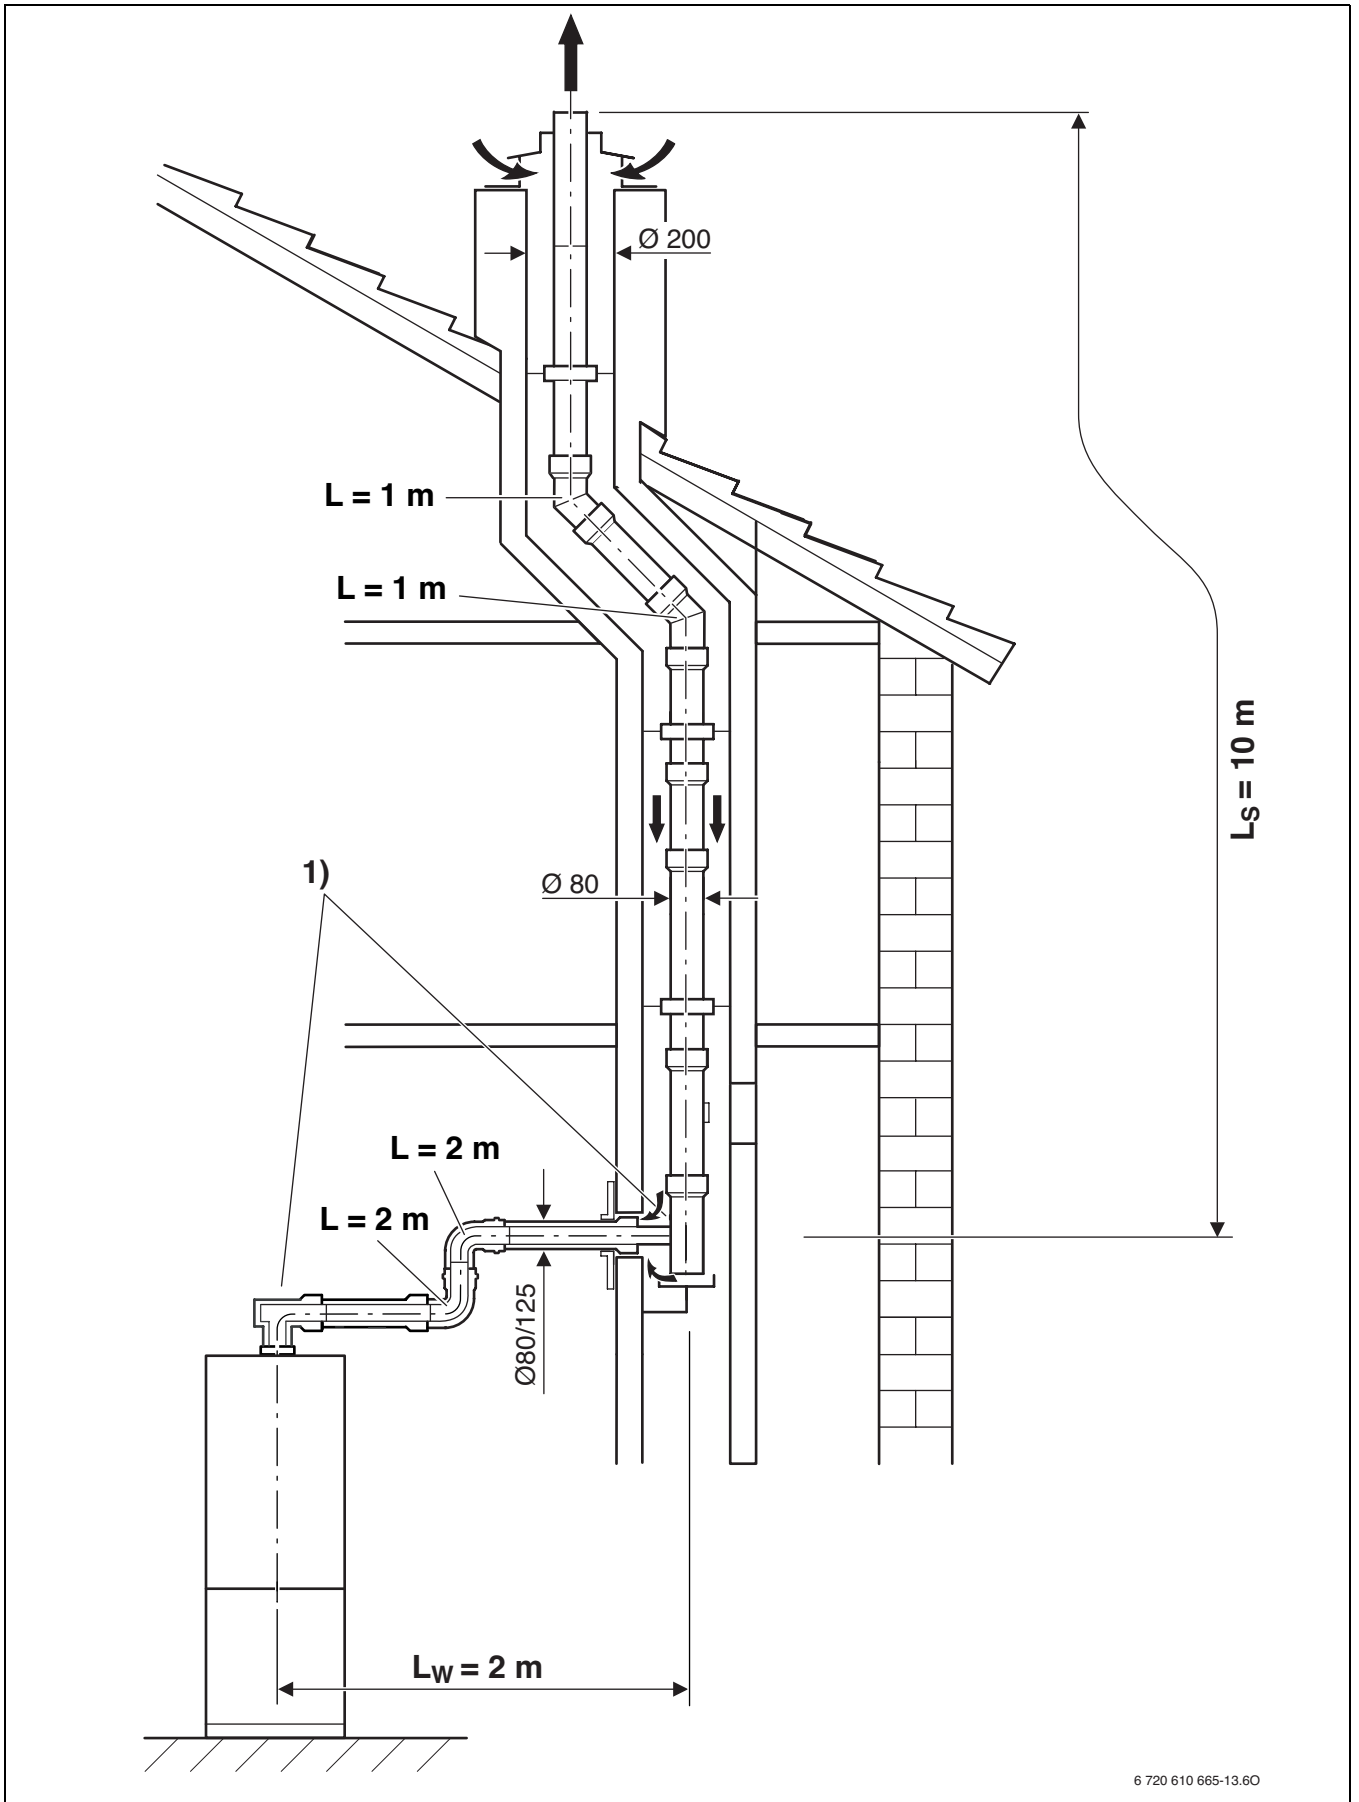 Ø 200
L = 1 m
L = 1 m
LS = 10 m
1)
Ø 80
L = 2 m
L = 2 m
Ø80/125
LW = 2 m
6 720 610 665-13.6O